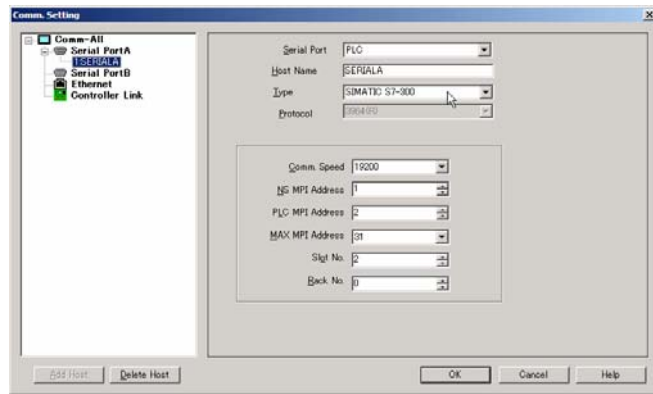 Comm. Setting
Comm-All
Serial PortA
1:SERIALA
Serial PortB
Ethernet
Controller Link
Serial Port PLC
Host Name SERIALA
Type SIMATIC S7-300
Protocol
Comm. Speed 19200
NS MPI Address 1
PLC MPI Address 2
MAX MPI Address 31
Slot No. 2
Rack No. 0
Add Host Delete Host OK Cancel Help